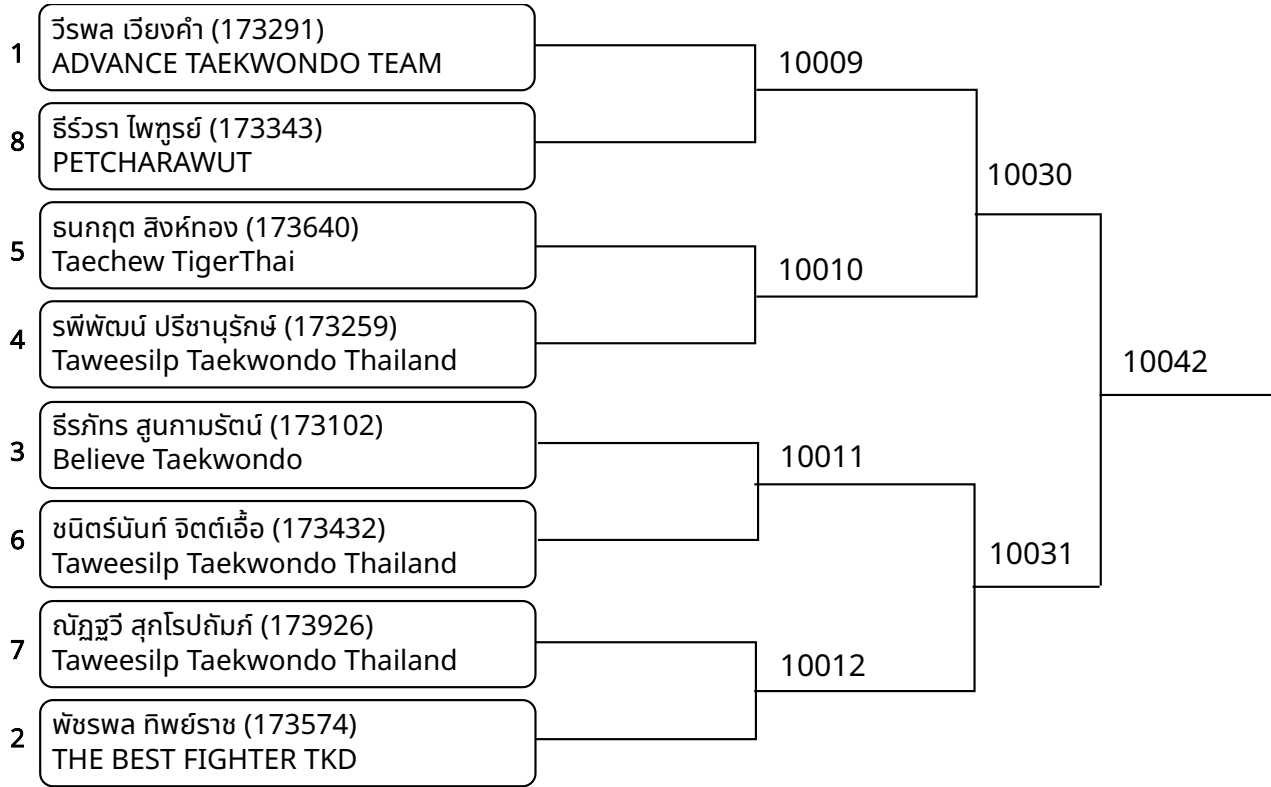 1
วีรพล เวียงคำ (173291)
ADVANCE TAEKWONDO TEAM
10009
8
ธีร์วรา ไพฑูรย์ (173343)
PETCHARAWUT
10030
5
ธนกฤต สิงห์ทอง (173640)
Taechew TigerThai
10010
4
รพีพัฒน์ ปรีชานุรักษ์ (173259)
Taweesilp Taekwondo Thailand
10042
3
ธีรภัทร สูนกามรัตน์ (173102)
Believe Taekwondo
10011
6
ชนิตร์นันท์ จิตต์เอื้อ (173432)
Taweesilp Taekwondo Thailand
10031
7
ณัฏฐวี สุกโรปถัมภ์ (173926)
Taweesilp Taekwondo Thailand
10012
2
พัชรพล ทิพย์ราช (173574)
THE BEST FIGHTER TKD